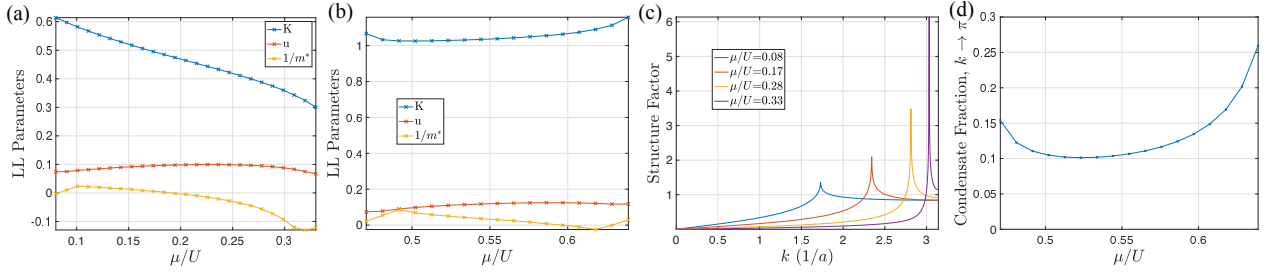 (a)
0.6
0.5
0.4
0.3
0.2
0.1
0
-0.1
LL Parameters
K
u
1/m*
0.1 0.15 0.2 0.25 0.3
μ/U
(b)
1
0.8
0.6
0.4
0.2
0
LL Parameters
K
u
1/m*
0.5 0.55 0.6
μ/U
(c)
6
5
4
3
2
1
Structure Factor
μ/U=0.08
μ/U=0.17
μ/U=0.28
μ/U=0.33
0 0.5 1 1.5 2 2.5 3
k (1/a)
(d)
0.3
0.25
0.2
0.15
0.1
0.05
0
Condensate Fraction, k → π
0.5 0.55 0.6
μ/U